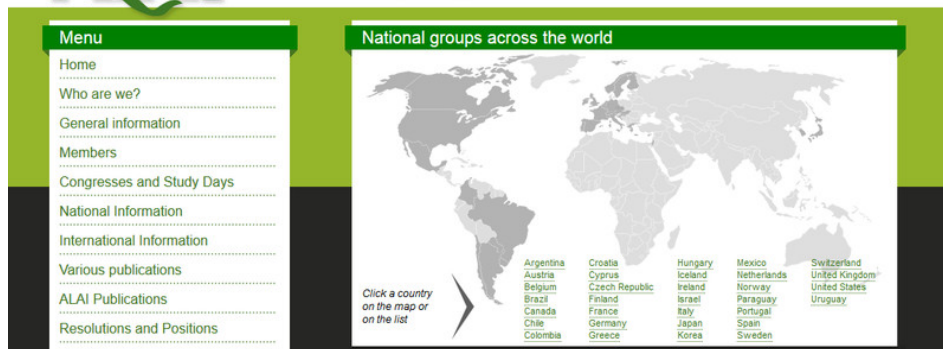 Menu
Home
Who are we?
General information
Members
Congresses and Study Days
National Information
International Information
Various publications
ALAI Publications
Resolutions and Positions
National groups across the world
Click a country
on the map or
on the list
Argentina
Austria
Belgium
Brazil
Canada
Chile
Colombia
Croatia
Cyprus
Czech Republic
Finland
France
Germany
Greece
Hungary
Iceland
Ireland
Israel
Italy
Japan
Korea
Mexico
Netherlands
Norway
Paraguay
Portugal
Spain
Sweden
Switzerland
United Kingdom
United States
Uruguay